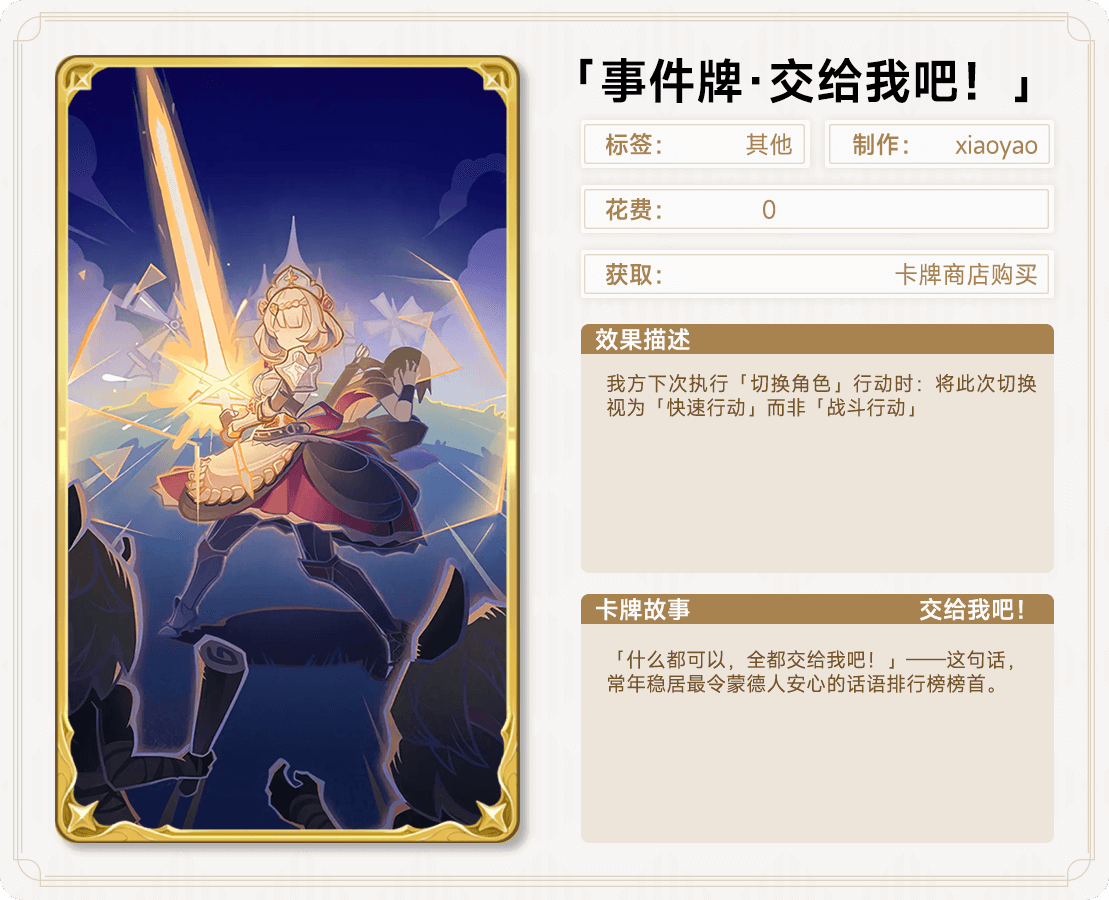 「事件牌·交给我吧！」
标签： 其他 制作： xiaoyao
花费： 0
获取： 卡牌商店购买
效果描述
我方下次执行「切换角色」行动时：将此次切换
视为「快速行动」而非「战斗行动」
卡牌故事 交给我吧！
「什么都可以，全都交给我吧！」——这句话，
常年稳居最令蒙德人安心的话语排行榜榜首。